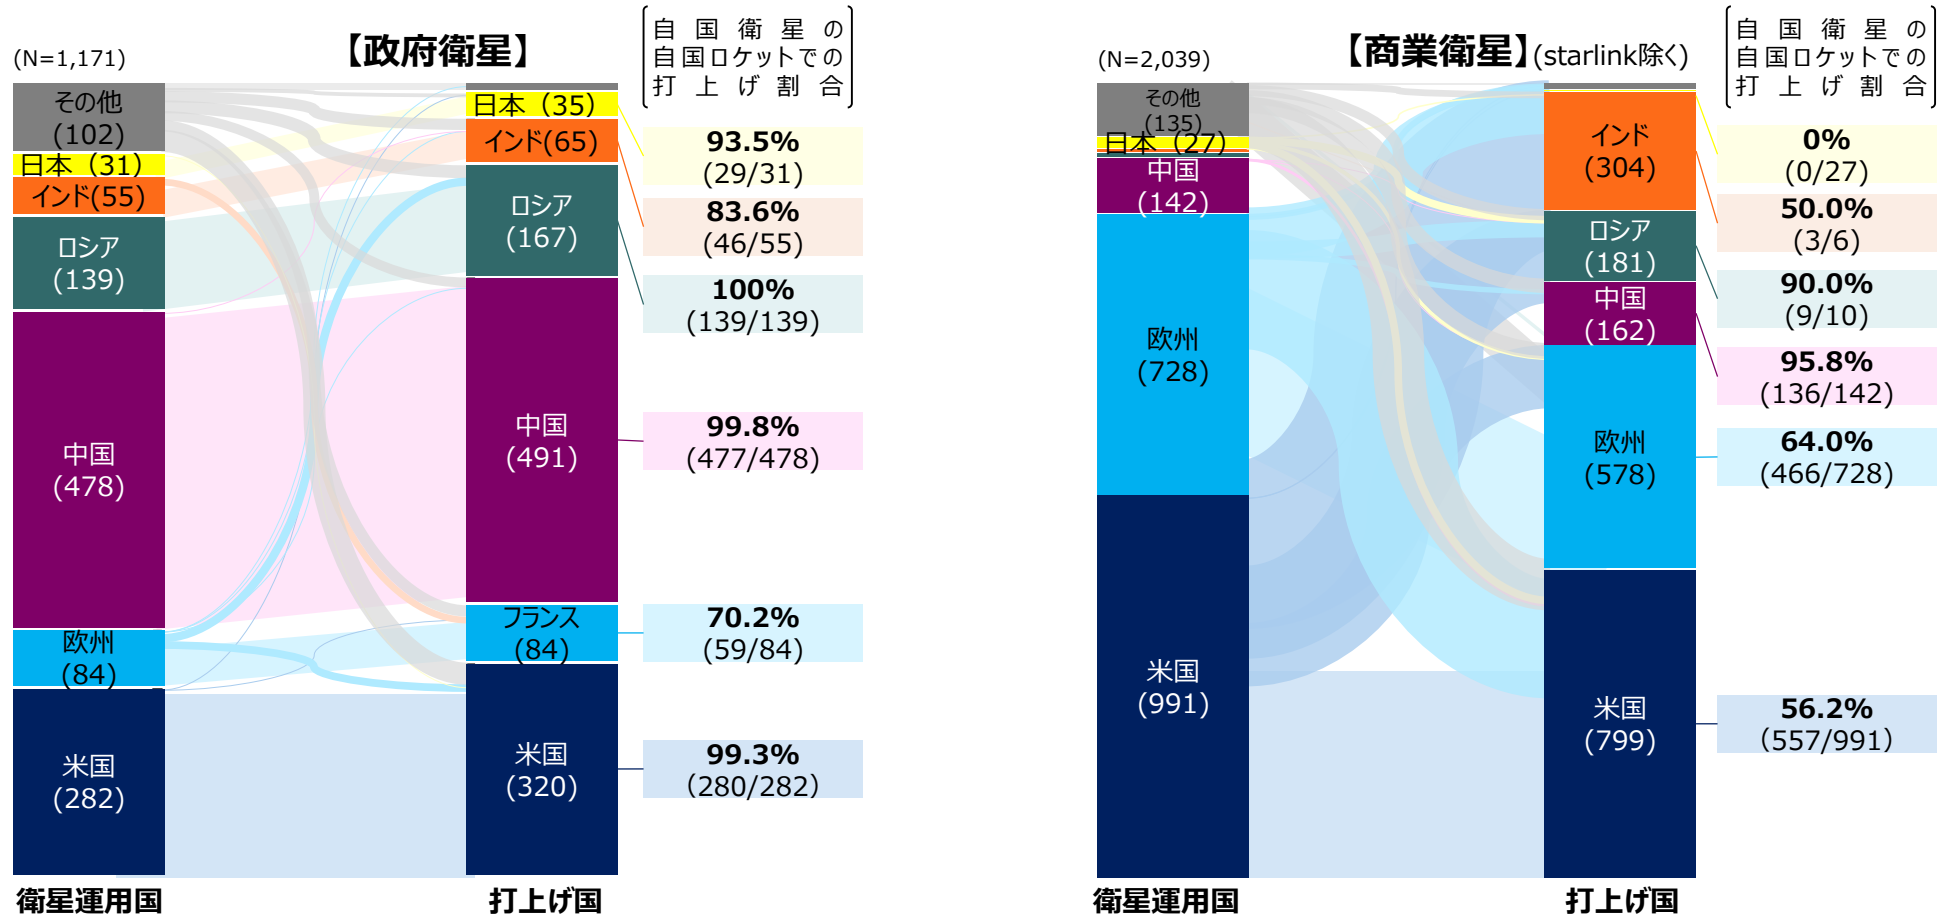 【政府衛星】
(N=1,171)
自国衛星の
自国ロケットでの
打上げ割合
その他
(102)
日本（31)
インド(55)
ロシア
(139)
中国
(478)
欧州
(84)
米国
(282)
衛星運用国
日本（35)
インド(65)
ロシア
(167)
中国
(491)
フランス
(84)
米国
(320)
打上げ国
93.5%
(29/31)
83.6%
(46/55)
100%
(139/139)
99.8%
(477/478)
70.2%
(59/84)
99.3%
(280/282)
【商業衛星】(starlink除く)
(N=2,039)
自国衛星の
自国ロケットでの
打上げ割合
その他
(135)
日本（27)
中国
(142)
欧州
(728)
米国
(991)
衛星運用国
インド
(304)
ロシア
(181)
中国
(162)
欧州
(578)
米国
(799)
打上げ国
0%
(0/27)
50.0%
(3/6)
90.0%
(9/10)
95.8%
(136/142)
64.0%
(466/728)
56.2%
(557/991)